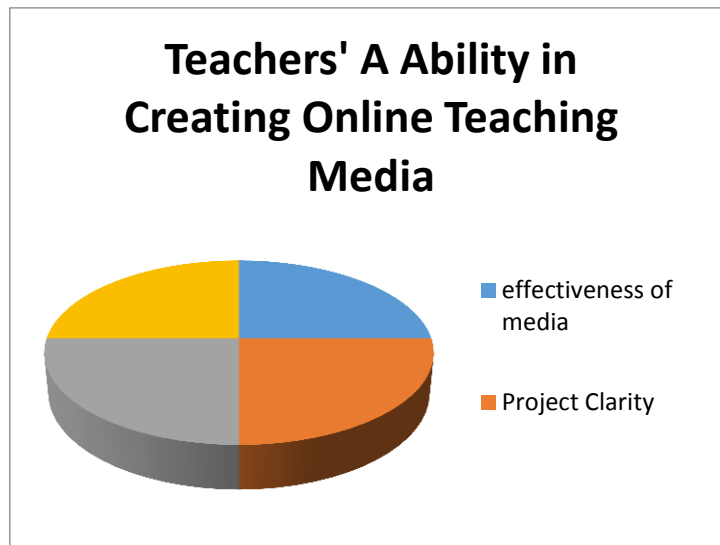 Teachers' A Ability in
Creating Online Teaching
Media
effectiveness of
media
Project Clarity